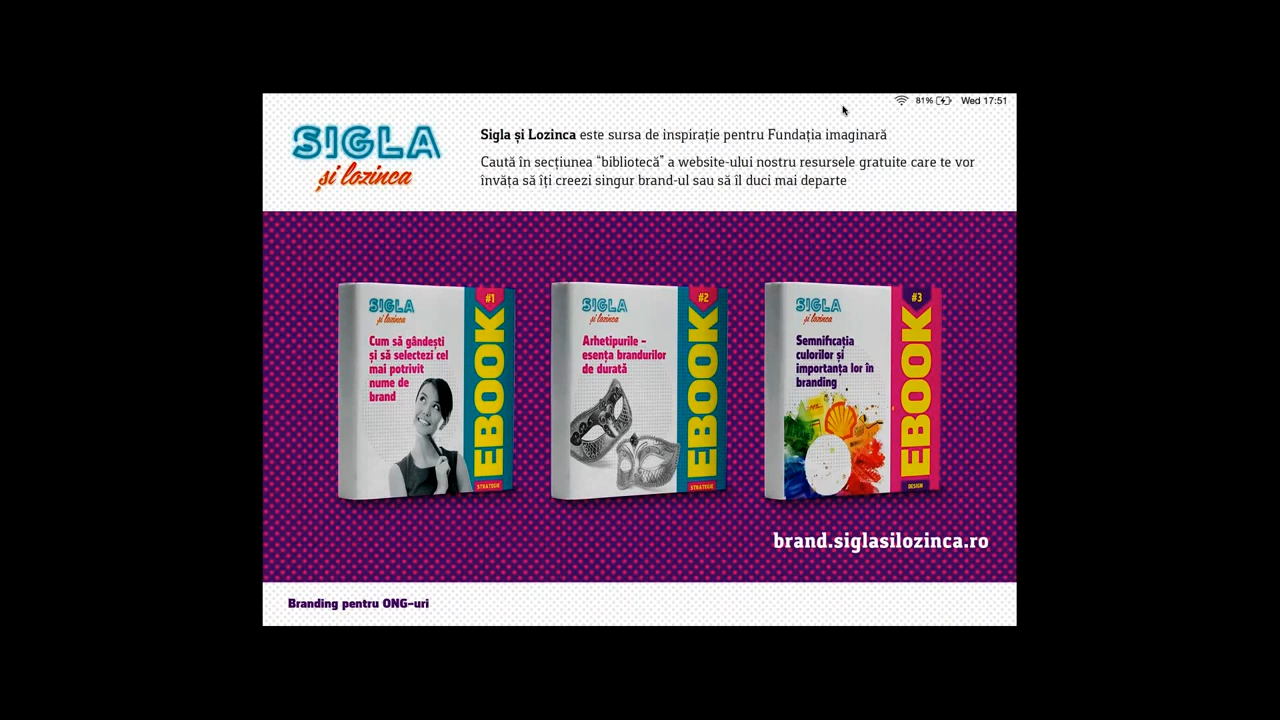 81%
Wed 17:51
SIGLA
și lozinca
Sigla și Lozinca este sursa de inspirație pentru Fundația imaginară
Caută în secțiunea “bibliotecă” a website-ului nostru resursele gratuite care te vor
învăța să îți creezi singur brand-ul sau să îl duci mai departe
SIGLA
și lozinca
#1
Cum să gândești
și să selectezi cel
mai potrivit
nume de
brand
EBOOK
STRATEGIE
SIGLA
și lozinca
#2
Arhetipurile –
esența brandurilor
de durată
EBOOK
STRATEGIE
SIGLA
și lozinca
#3
Semnificația
culorilor și
importanța lor în
branding
EBOOK
DESIGN
brand.siglasilozinca.ro
Branding pentru ONG-uri